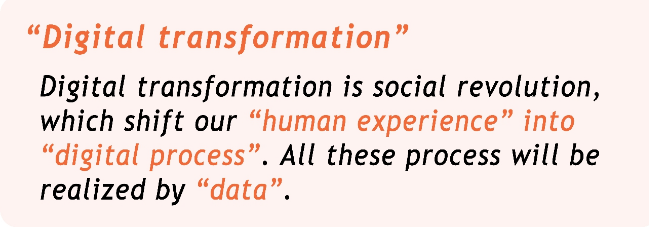 “Digital transformation”
Digital transformation is social revolution,
which shift our “human experience” into
“digital process”. All these process will be
realized by “data”.